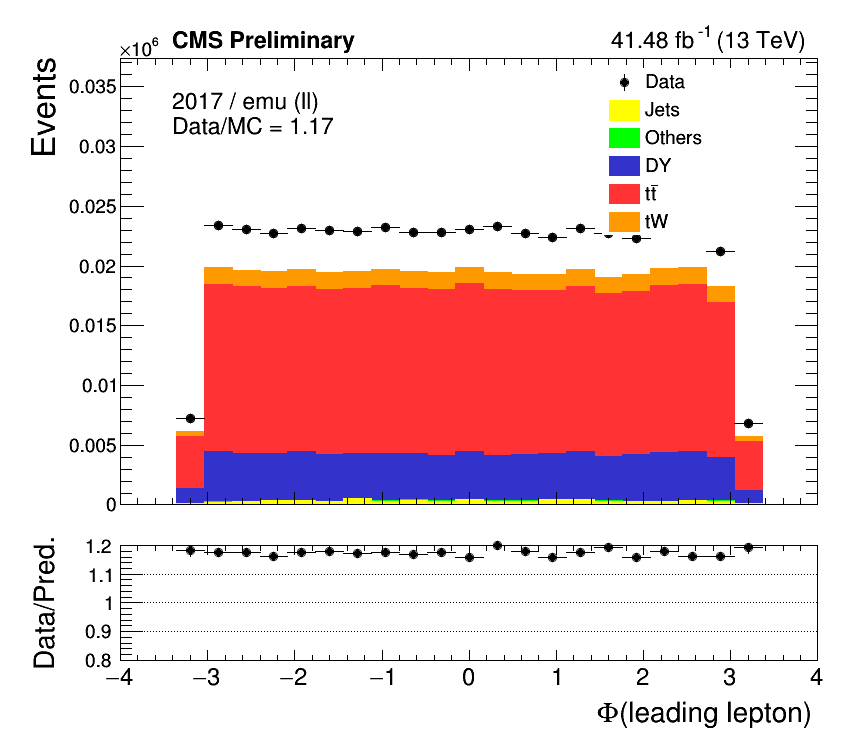 ×10⁶ CMS Preliminary 41.48 fb⁻¹ (13 TeV)
Events
2017 / emu (ll)
Data/MC = 1.17
Data
Jets
Others
DY
tt̄
tW
0.035
0.03
0.025
0.02
0.015
0.01
0.005
0
Data/Pred.
1.2
1.1
1
0.9
0.8
−4 −3 −2 −1 0 1 2 3 4
Φ(leading lepton)